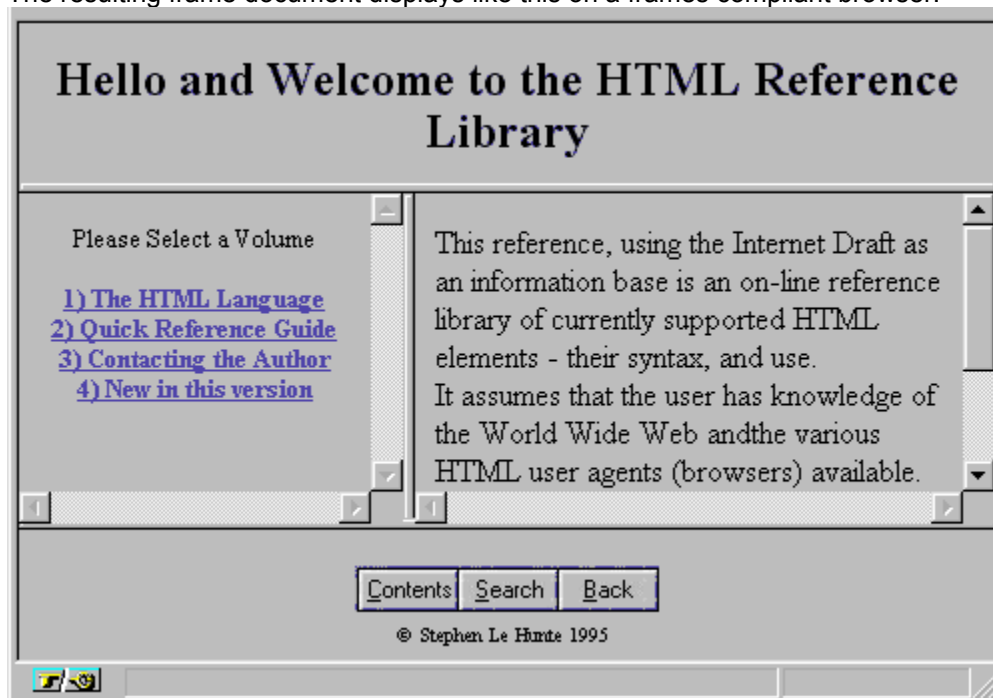 The resulting frame document displays like this on a frames compliant browser.
Hello and Welcome to the HTML Reference
Library
Please Select a Volume
1) The HTML Language
2) Quick Reference Guide
3) Contacting the Author
4) New in this version
This reference, using the Internet Draft as
an information base is an on-line reference
library of currently supported HTML
elements - their syntax, and use.
It assumes that the user has knowledge of
the World Wide Web andthe various
HTML user agents (browsers) available.
Contents Search Back
© Stephen Le Hunte 1995